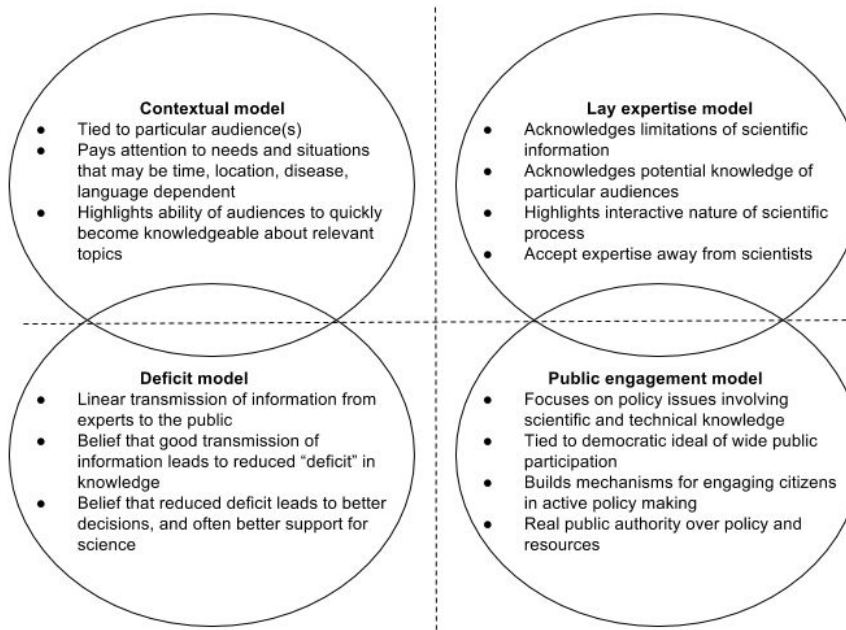 Contextual model
● Tied to particular audience(s)
● Pays attention to needs and situations
that may be time, location, disease,
language dependent
● Highlights ability of audiences to quickly
become knowledgeable about relevant
topics
Lay expertise model
● Acknowledges limitations of scientific
information
● Acknowledges potential knowledge of
particular audiences
● Highlights interactive nature of scientific
process
● Accept expertise away from scientists
Deficit model
● Linear transmission of information from
experts to the public
● Belief that good transmission of
information leads to reduced “deficit” in
knowledge
● Belief that reduced deficit leads to better
decisions, and often better support for
science
Public engagement model
● Focuses on policy issues involving
scientific and technical knowledge
● Tied to democratic ideal of wide public
participation
● Builds mechanisms for engaging citizens
in active policy making
● Real public authority over policy and
resources